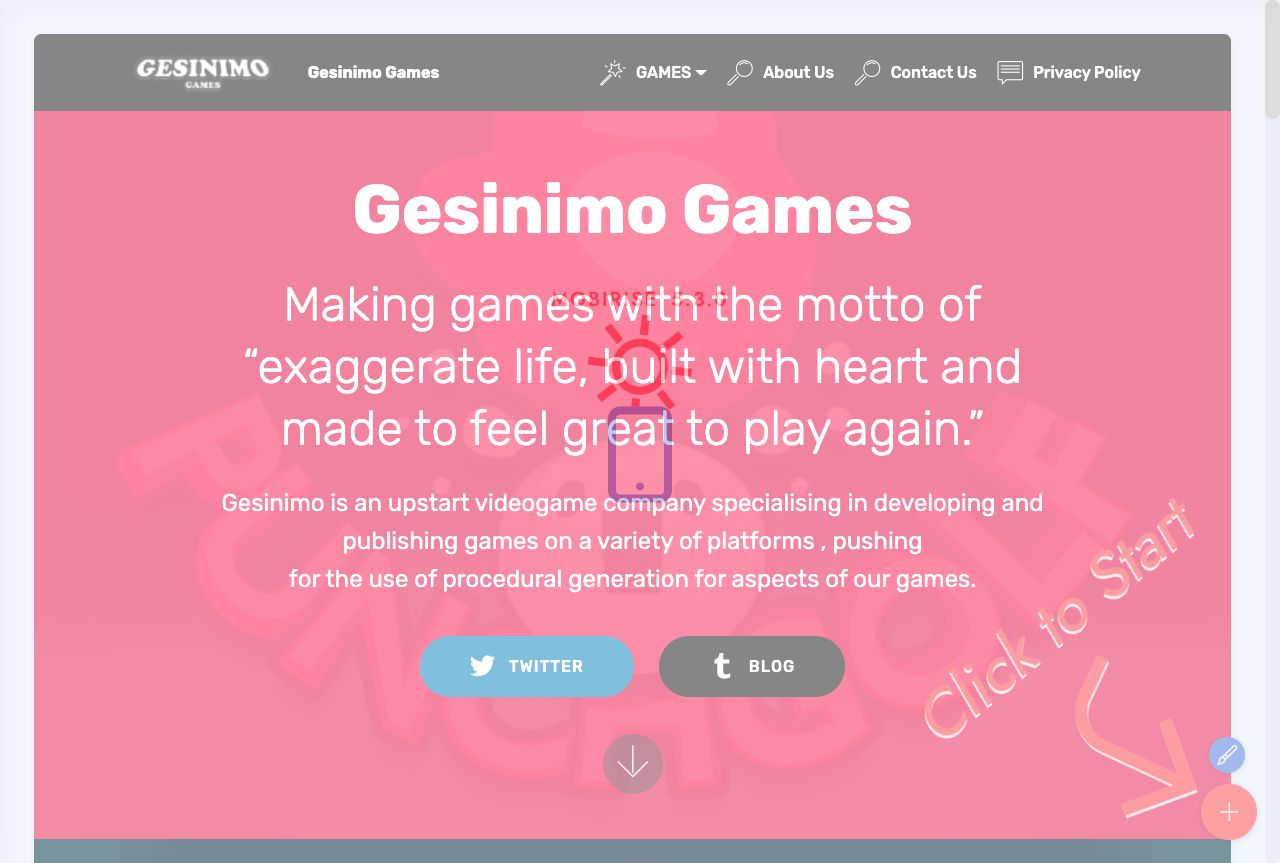 GESINIMO
GAMES
Gesinimo Games
GAMES
About Us
Contact Us
Privacy Policy
Gesinimo Games
Making games with the motto of
MOBIRISE 5.3.0
“exaggerate life, built with heart and
made to feel great to play again.”
Gesinimo is an upstart videogame company specialising in developing and
publishing games on a variety of platforms , pushing
for the use of procedural generation for aspects of our games.
PUNCH GOLF
Click to Start
TWITTER
BLOG